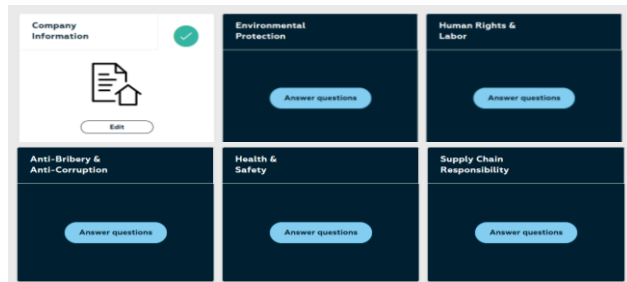 Company
Information
Environmental
Protection
Human Rights &
Labor
Answer questions
Answer questions
Edit
Anti-Bribery &
Anti-Corruption
Health &
Safety
Supply Chain
Responsibility
Answer questions
Answer questions
Answer questions